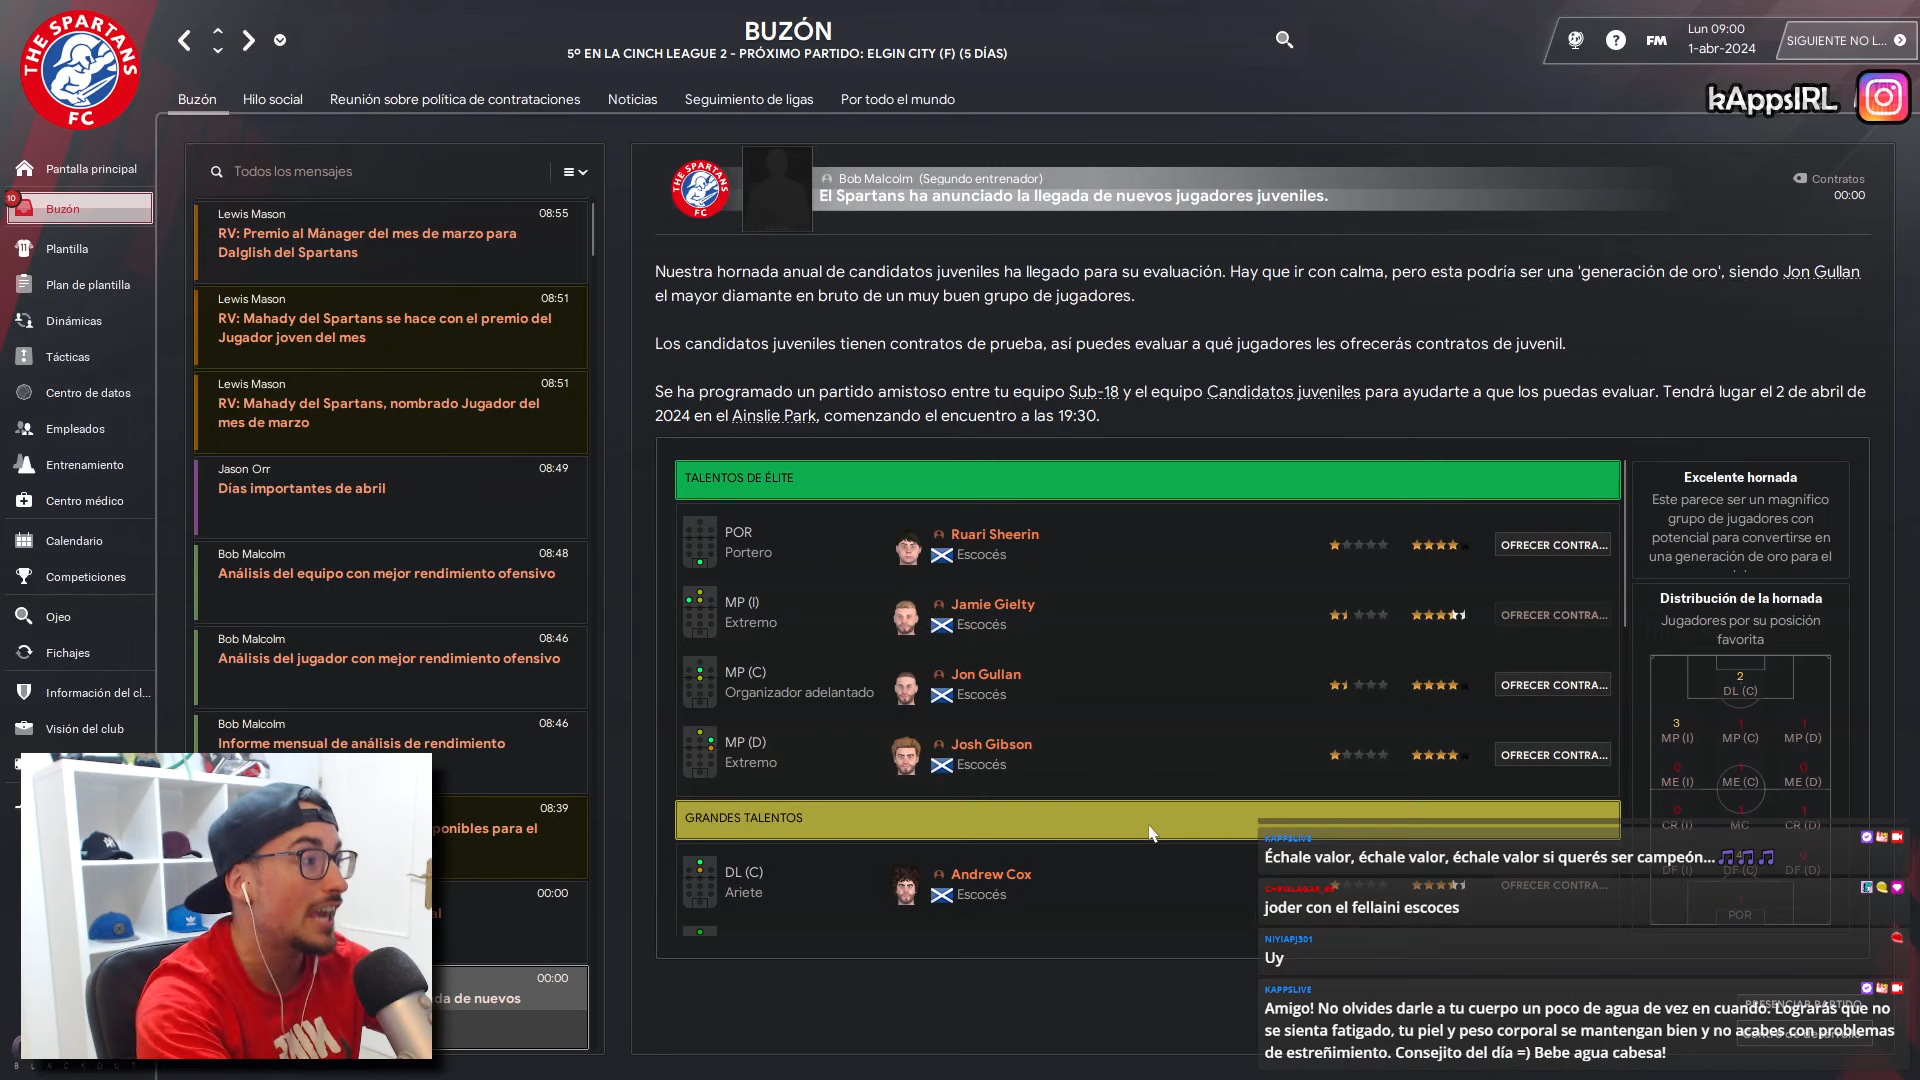 THE SPARTANS
FC
BUZÓN
5º EN LA CINCH LEAGUE 2 - PRÓXIMO PARTIDO: ELGIN CITY (F) (5 DÍAS)
FM
Lun 09:00
1-abr-2024
SIGUIENTE NO L...
Buzón
Hilo social
Reunión sobre política de contrataciones
Noticias
Seguimiento de ligas
Por todo el mundo
kAppsIRL
Pantalla principal
10
Buzón
Plantilla
Plan de plantilla
Dinámicas
Tácticas
Centro de datos
Empleados
Entrenamiento
Centro médico
Calendario
Competiciones
Ojeo
Fichajes
Información del cl...
Visión del club
Todos los mensajes
Lewis Mason 08:55
RV: Premio al Mánager del mes de marzo para
Dalglish del Spartans
Lewis Mason 08:51
RV: Mahady del Spartans se hace con el premio del
Jugador joven del mes
Lewis Mason 08:51
RV: Mahady del Spartans, nombrado Jugador del
mes de marzo
Jason Orr 08:49
Días importantes de abril
Bob Malcolm 08:48
Análisis del equipo con mejor rendimiento ofensivo
Bob Malcolm 08:46
Análisis del jugador con mejor rendimiento ofensivo
Bob Malcolm 08:46
Informe mensual de análisis de rendimiento
08:39
ponibles para el
00:00
al
00:00
da de nuevos
Bob Malcolm (Segundo entrenador)
El Spartans ha anunciado la llegada de nuevos jugadores juveniles.
Contratos
00:00
Nuestra hornada anual de candidatos juveniles ha llegado para su evaluación. Hay que ir con calma, pero esta podría ser una 'generación de oro', siendo Jon Gullan
el mayor diamante en bruto de un muy buen grupo de jugadores.
Los candidatos juveniles tienen contratos de prueba, así puedes evaluar a qué jugadores les ofrecerás contratos de juvenil.
Se ha programado un partido amistoso entre tu equipo Sub-18 y el equipo Candidatos juveniles para ayudarte a que los puedas evaluar. Tendrá lugar el 2 de abril de
2024 en el Ainslie Park, comenzando el encuentro a las 19:30.
TALENTOS DE ÉLITE
POR
Portero
Ruari Sheerin
Escocés
OFRECER CONTRA...
MP (I)
Extremo
Jamie Gielty
Escocés
OFRECER CONTRA...
MP (C)
Organizador adelantado
Jon Gullan
Escocés
OFRECER CONTRA...
MP (D)
Extremo
Josh Gibson
Escocés
OFRECER CONTRA...
GRANDES TALENTOS
DL (C)
Ariete
Andrew Cox
Escocés
OFRECER CONTRA...
Excelente hornada
Este parece ser un magnífico
grupo de jugadores con
potencial para convertirse en
una generación de oro para el
Distribución de la hornada
Jugadores por su posición
favorita
2
DL (C)
3 1 1
MP (I) MP (C) MP (D)
0 1 0
ME (I) ME (C) ME (D)
0 1 0
CR (I) MC CR (D)
DF (I) DF (C) DF (D)
POR
KAPPSLIVE
Échale valor, échale valor, échale valor si querés ser campeón...
joder con el fellaini escoces
NIYIAPJ301
Uy
KAPPSLIVE
Amigo! No olvides darle a tu cuerpo un poco de agua de vez en cuando. Lograrás que no
se sienta fatigado, tu piel y peso corporal se mantengan bien y no acabes con problemas
de estreñimiento. Consejito del día =) Bebe agua cabesa!
PRESENCIAR PARTIDO
BLACKOUT